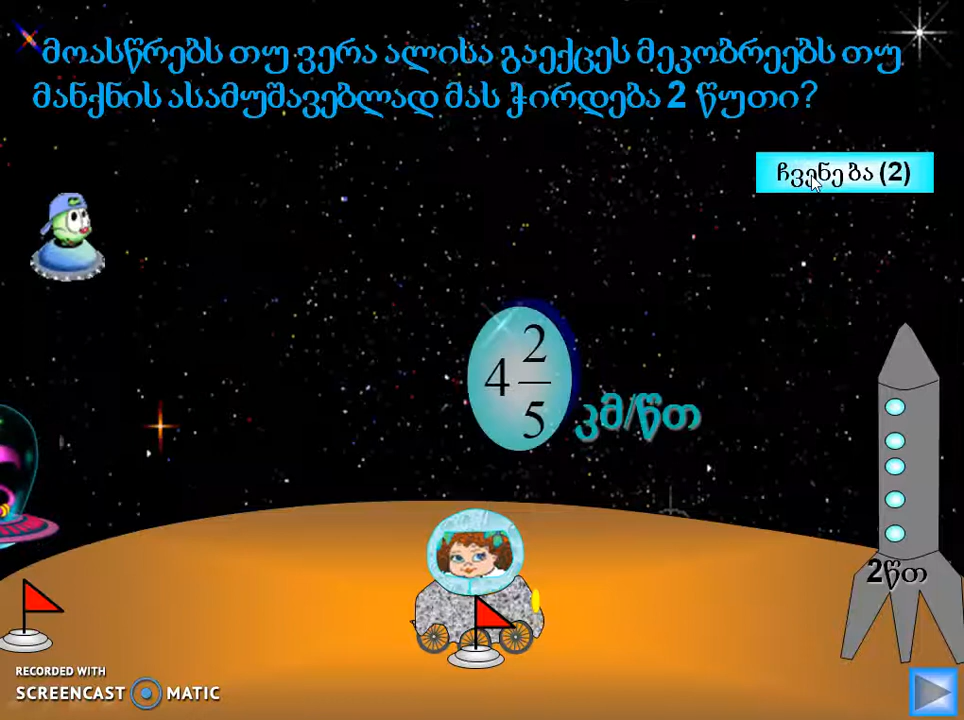 მოასწრებს თუ ვერა ალისა გაექცეს მეკობრეებს თუ
მანქნის ასამუშავებლად მას ჭირდება 2 წუთი?
ჩვენება (2)
4 2/5
კმ/წთ
2წთ
RECORDED WITH
SCREENCAST MATIC